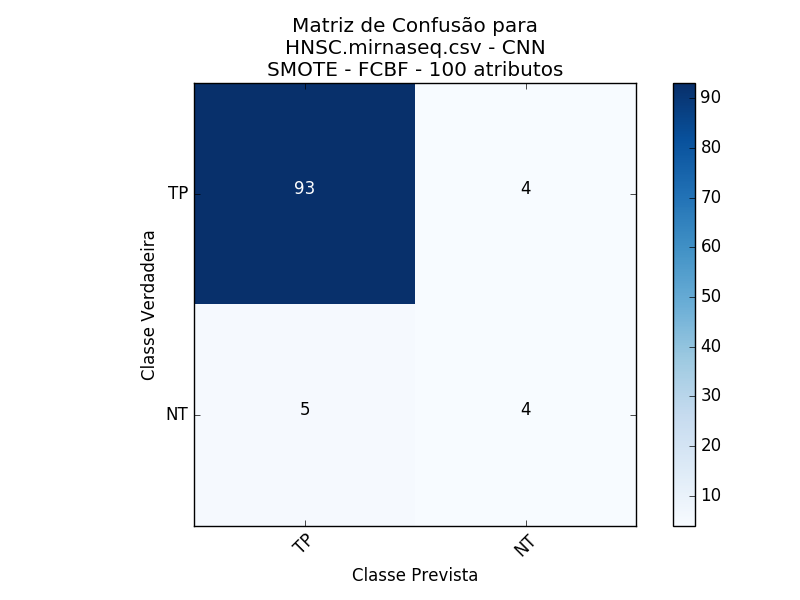 Matriz de Confusão para
HNSC.mirnaseq.csv - CNN
SMOTE - FCBF - 100 atributos
Classe Verdadeira
TP
93
4
NT
5
4
TP
NT
Classe Prevista
90
80
70
60
50
40
30
20
10